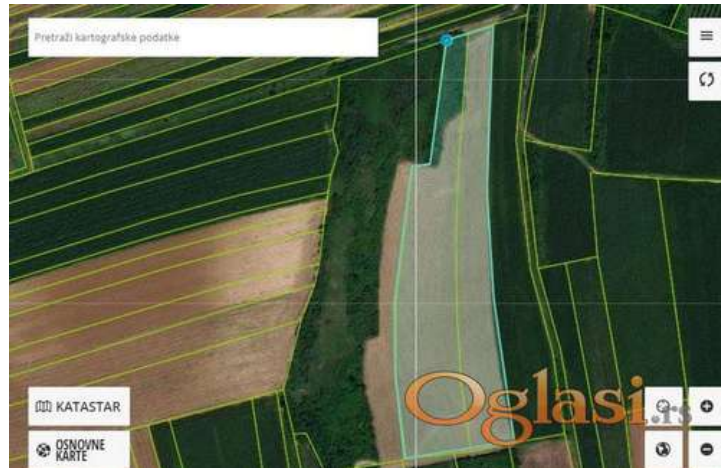 Pretraži kartografske podatke
KATASTAR
OSNOVNE
KARTE
Oglasi.rs